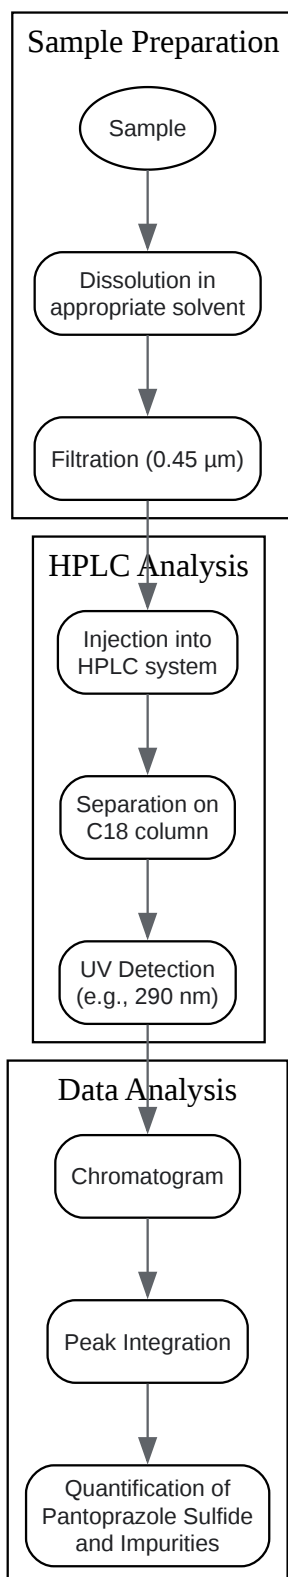 Sample Preparation
Sample
Dissolution in
appropriate solvent
Filtration (0.45 µm)
HPLC Analysis
Injection into
HPLC system
Separation on
C18 column
UV Detection
(e.g., 290 nm)
Data Analysis
Chromatogram
Peak Integration
Quantification of
Pantoprazole Sulfide
and Impurities